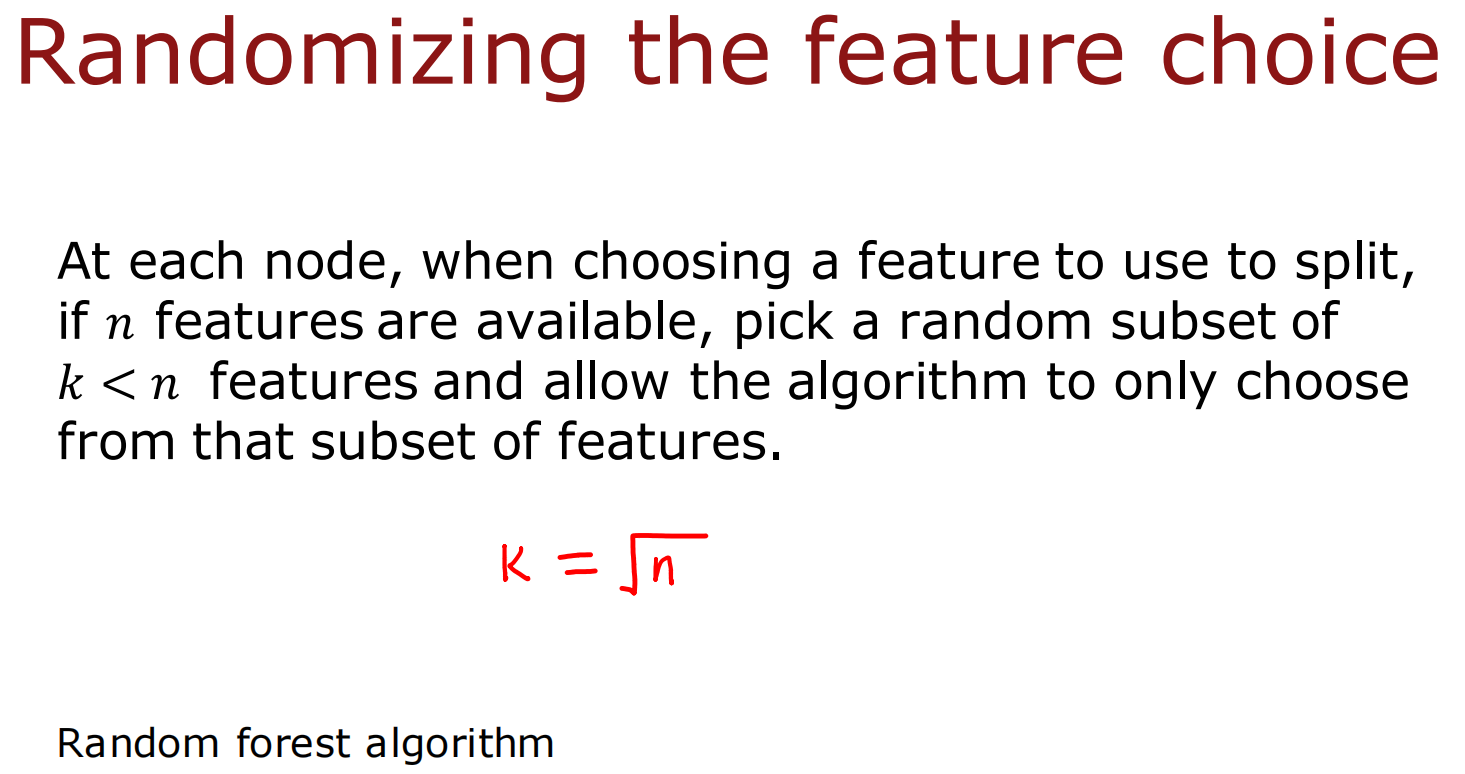 Randomizing the feature choice
At each node, when choosing a feature to use to split,
if n features are available, pick a random subset of
k < n features and allow the algorithm to only choose
from that subset of features.
K = √n
Random forest algorithm